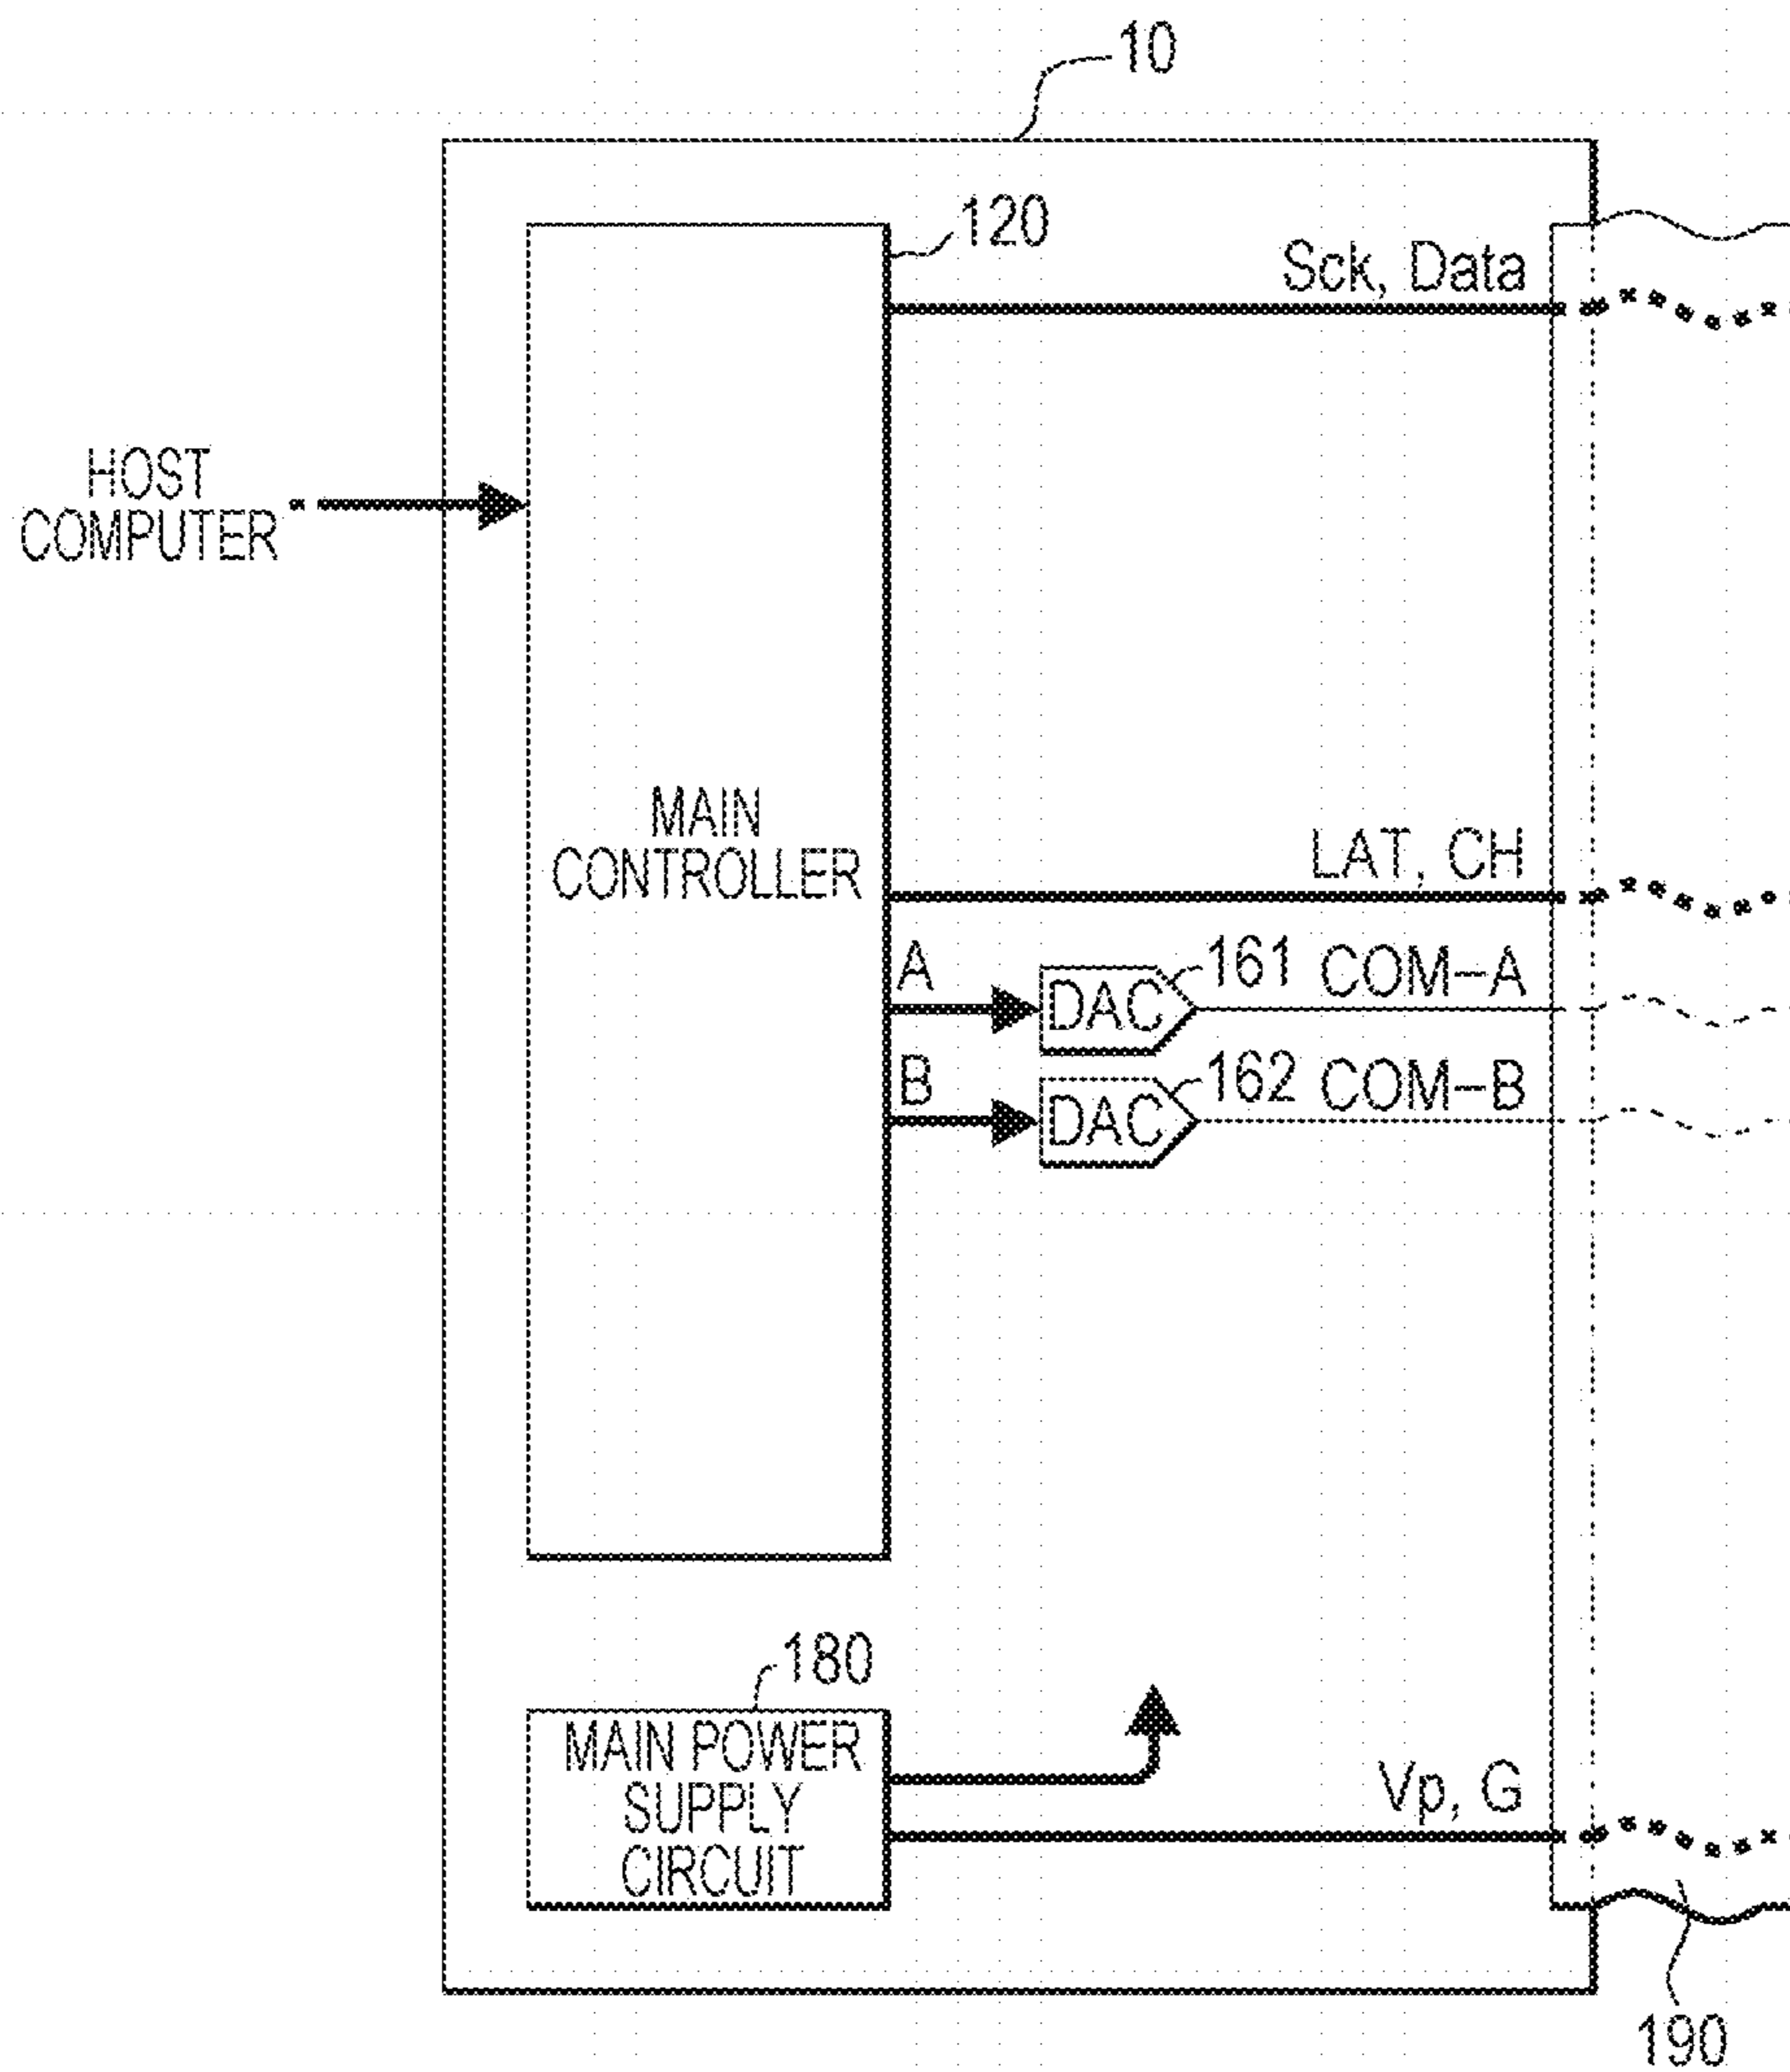 10
120
Sck, Data
HOST
COMPUTER
MAIN
CONTROLLER
LAT, CH
A
DAC
161
COM-A
B
DAC
162
COM-B
180
MAIN POWER
SUPPLY
CIRCUIT
Vp, G
190